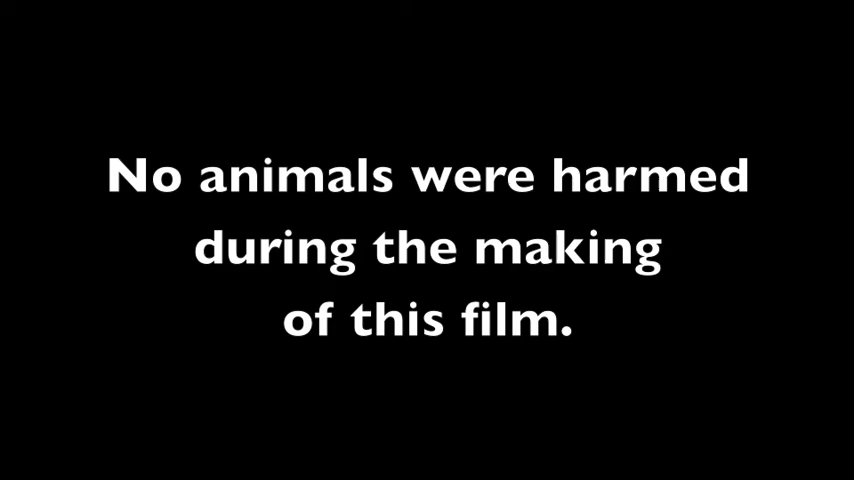 No animals were harmed
during the making
of this film.